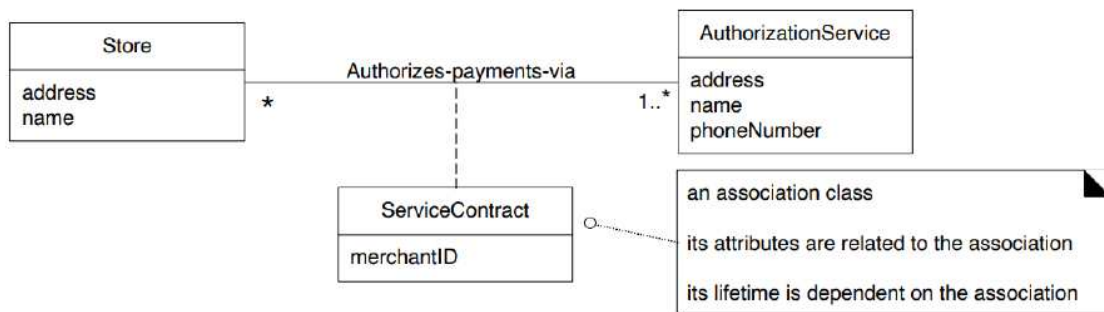 Store
address
name
Authorizes-payments-via
*
1..*
AuthorizationService
address
name
phoneNumber
ServiceContract
merchantID
an association class
its attributes are related to the association
its lifetime is dependent on the association